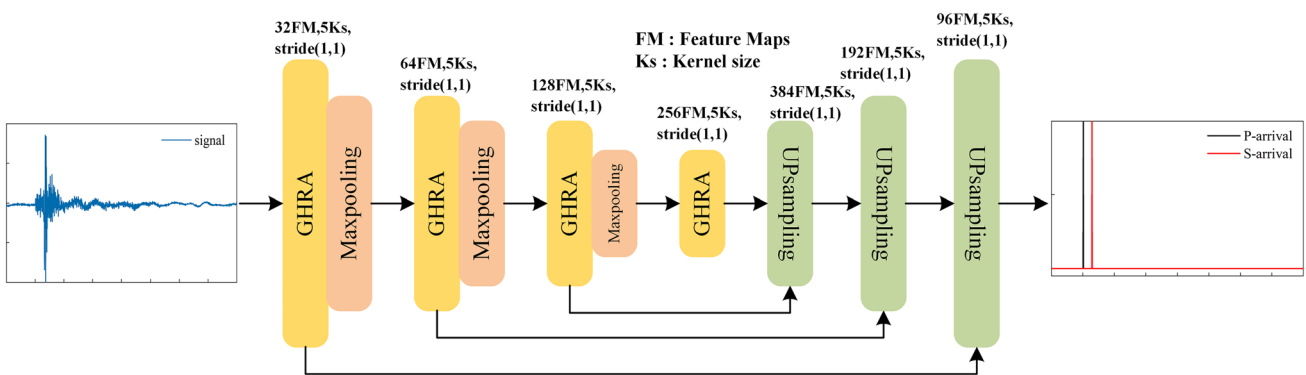 signal
32FM,5Ks,
stride(1,1)
GHRA
Maxpooling
64FM,5Ks,
stride(1,1)
GHRA
Maxpooling
128FM,5Ks,
stride(1,1)
GHRA
Maxpooling
FM : Feature Maps
Ks : Kernel size
256FM,5Ks,
stride(1,1)
GHRA
384FM,5Ks,
stride(1,1)
UPsampling
192FM,5Ks,
stride(1,1)
UPsampling
96FM,5Ks,
stride(1,1)
UPsampling
P-arrival
S-arrival